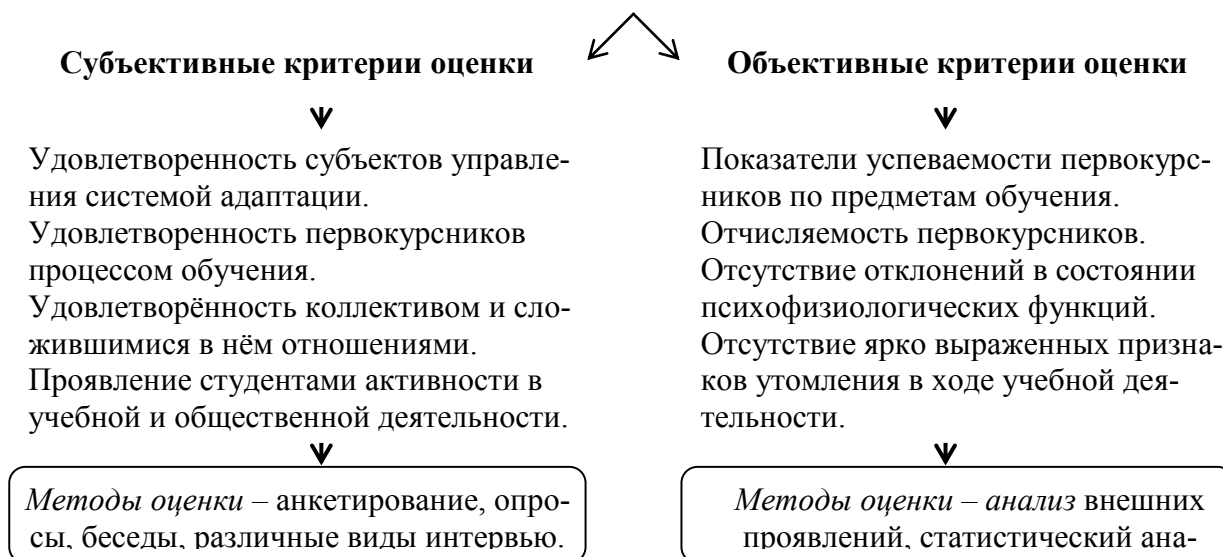 Субъективные критерии оценки
Удовлетворенность субъектов управле-
ния системой адаптации.
Удовлетворенность первокурсников
процессом обучения.
Удовлетворённость коллективом и сло-
жившимися в нём отношениями.
Проявление студентами активности в
учебной и общественной деятельности.
Методы оценки – анкетирование, опро-
сы, беседы, различные виды интервью.
Объективные критерии оценки
Показатели успеваемости первокурс-
ников по предметам обучения.
Отчисляемость первокурсников.
Отсутствие отклонений в состоянии
психофизиологических функций.
Отсутствие ярко выраженных призна-
ков утомления в ходе учебной дея-
тельности.
Методы оценки – анализ внешних
проявлений, статистический ана-